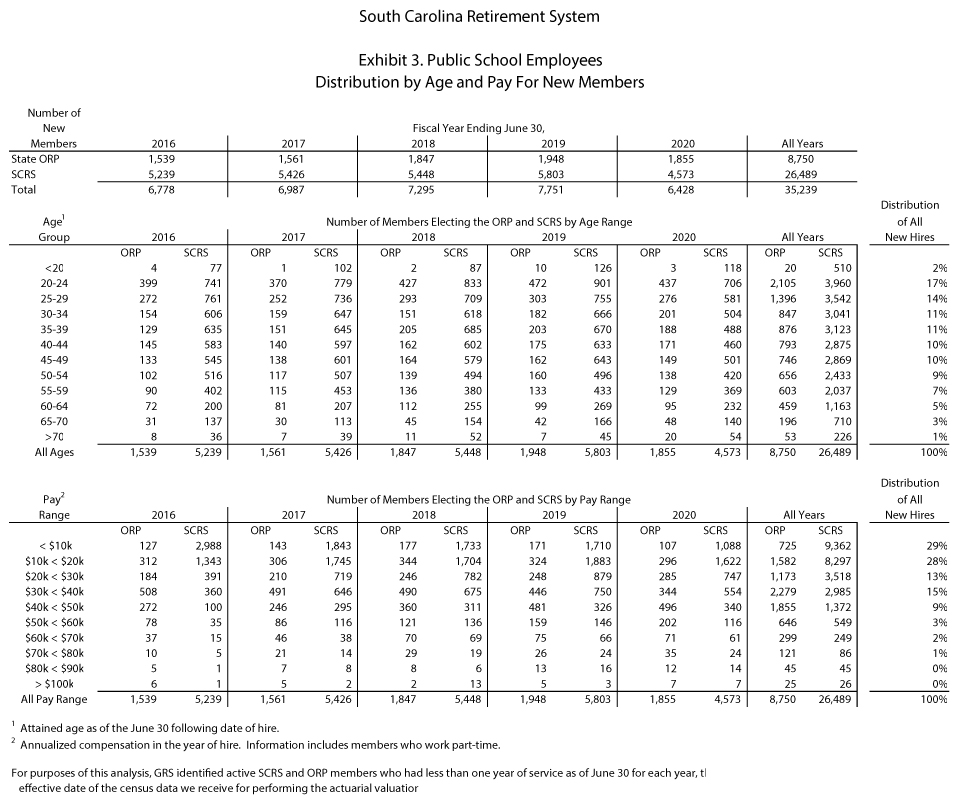 South Carolina Retirement System
Exhibit 3. Public School Employees
Distribution by Age and Pay For New Members
Number of
New Fiscal Year Ending June 30,
Members 2016 2017 2018 2019 2020 All Years
State ORP 1,539 1,561 1,847 1,948 1,855 8,750
SCRS 5,239 5,426 5,448 5,803 4,573 26,489
Total 6,778 6,987 7,295 7,751 6,428 35,239
Distribution
Age1 Number of Members Electing the ORP and SCRS by Age Range of All
Group 2016 2017 2018 2019 2020 All Years New Hires
ORP SCRS ORP SCRS ORP SCRS ORP SCRS ORP SCRS ORP SCRS
<20 4 77 1 102 2 87 10 126 3 118 20 510 2%
20-24 399 741 370 779 427 833 472 901 437 706 2,105 3,960 17%
25-29 272 761 252 736 293 709 303 755 276 581 1,396 3,542 14%
30-34 154 606 159 647 151 618 182 666 201 504 847 3,041 11%
35-39 129 635 151 645 205 685 203 670 188 488 876 3,123 11%
40-44 145 583 140 597 162 602 175 633 171 460 793 2,875 10%
45-49 133 545 138 601 164 579 162 643 149 501 746 2,869 10%
50-54 102 516 117 507 139 494 160 496 138 420 656 2,433 9%
55-59 90 402 115 453 136 380 133 433 129 369 603 2,037 7%
60-64 72 200 81 207 112 255 99 269 95 232 459 1,163 5%
65-70 31 137 30 113 45 154 42 166 48 140 196 710 3%
>70 8 36 7 39 11 52 7 45 20 54 53 226 1%
All Ages 1,539 5,239 1,561 5,426 1,847 5,448 1,948 5,803 1,855 4,573 8,750 26,489 100%
Distribution
Pay2 Number of Members Electing the ORP and SCRS by Pay Range of All
Range 2016 2017 2018 2019 2020 All Years New Hires
ORP SCRS ORP SCRS ORP SCRS ORP SCRS ORP SCRS ORP SCRS
< $10k 127 2,988 143 1,843 177 1,733 171 1,710 107 1,088 725 9,362 29%
$10k < $20k 312 1,343 306 1,745 344 1,704 324 1,883 296 1,622 1,582 8,297 28%
$20k < $30k 184 391 210 719 246 782 248 879 285 747 1,173 3,518 13%
$30k < $40k 508 360 491 646 490 675 446 750 344 554 2,279 2,985 15%
$40k < $50k 272 100 246 295 360 311 481 326 496 340 1,855 1,372 9%
$50k < $60k 78 35 86 116 121 136 159 146 202 116 646 549 3%
$60k < $70k 37 15 46 38 70 69 75 66 71 61 299 249 2%
$70k < $80k 10 5 21 14 29 19 26 24 35 24 121 86 1%
$80k < $90k 5 1 7 8 8 6 13 16 12 14 45 45 0%
> $100k 6 1 5 2 2 13 5 3 7 7 25 26 0%
All Pay Range 1,539 5,239 1,561 5,426 1,847 5,448 1,948 5,803 1,855 4,573 8,750 26,489 100%
1 Attained age as of the June 30 following date of hire.
2 Annualized compensation in the year of hire. Information includes members who work part-time.
For purposes of this analysis, GRS identified active SCRS and ORP members who had less than one year of service as of June 30 for each year, t
effective date of the census data we receive for performing the actuarial valuatior